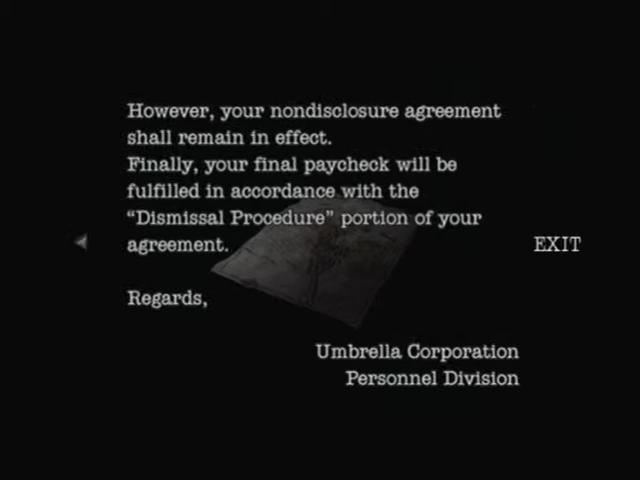 However, your nondisclosure agreement
shall remain in effect.
Finally, your final paycheck will be
fulfilled in accordance with the
“Dismissal Procedure” portion of your
agreement.
EXIT
Regards,
Umbrella Corporation
Personnel Division